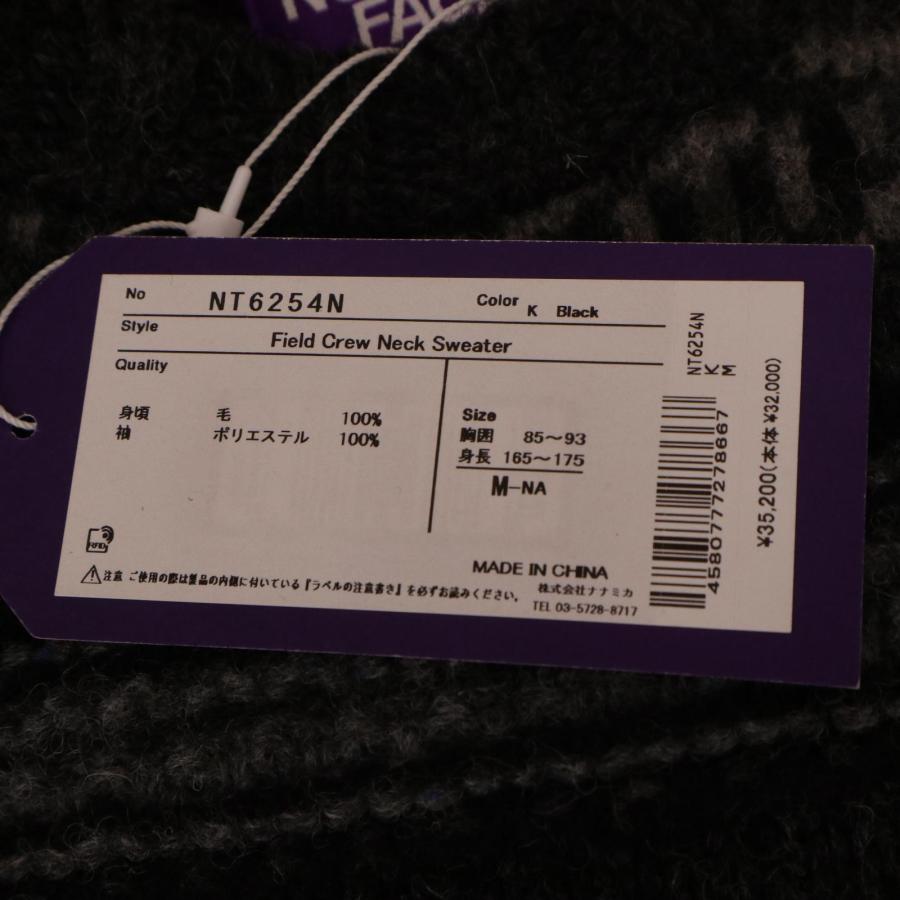 FACE
No NT6254N Color K Black
Style
Field Crew Neck Sweater
Quality
身頃 毛 100%
袖 ポリエステル 100%
Size
胸囲 85~93
身長 165~175
M-NA
MADE IN CHINA
株式会社ナナミカ
TEL 03-5728-8717
⚠注意 ご使用の際は製品の内側に付いている『ラベルの注意書き』を必ずお読みください。
NT6254N
K
M
4580777278667
¥35,200(本体 ¥32,000)